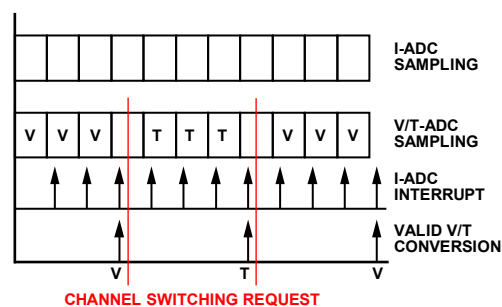 I-ADC
SAMPLING
V V V T T T V V V
V/T-ADC
SAMPLING
I-ADC
INTERRUPT
VALID V/T
CONVERSION
V T V
CHANNEL SWITCHING REQUEST